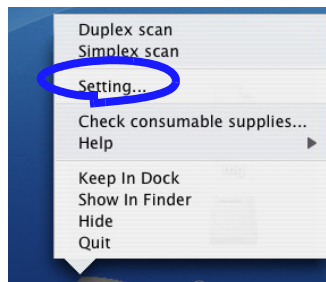 Duplex scan
Simplex scan
Setting...
Check consumable supplies...
Help
Keep In Dock
Show In Finder
Hide
Quit